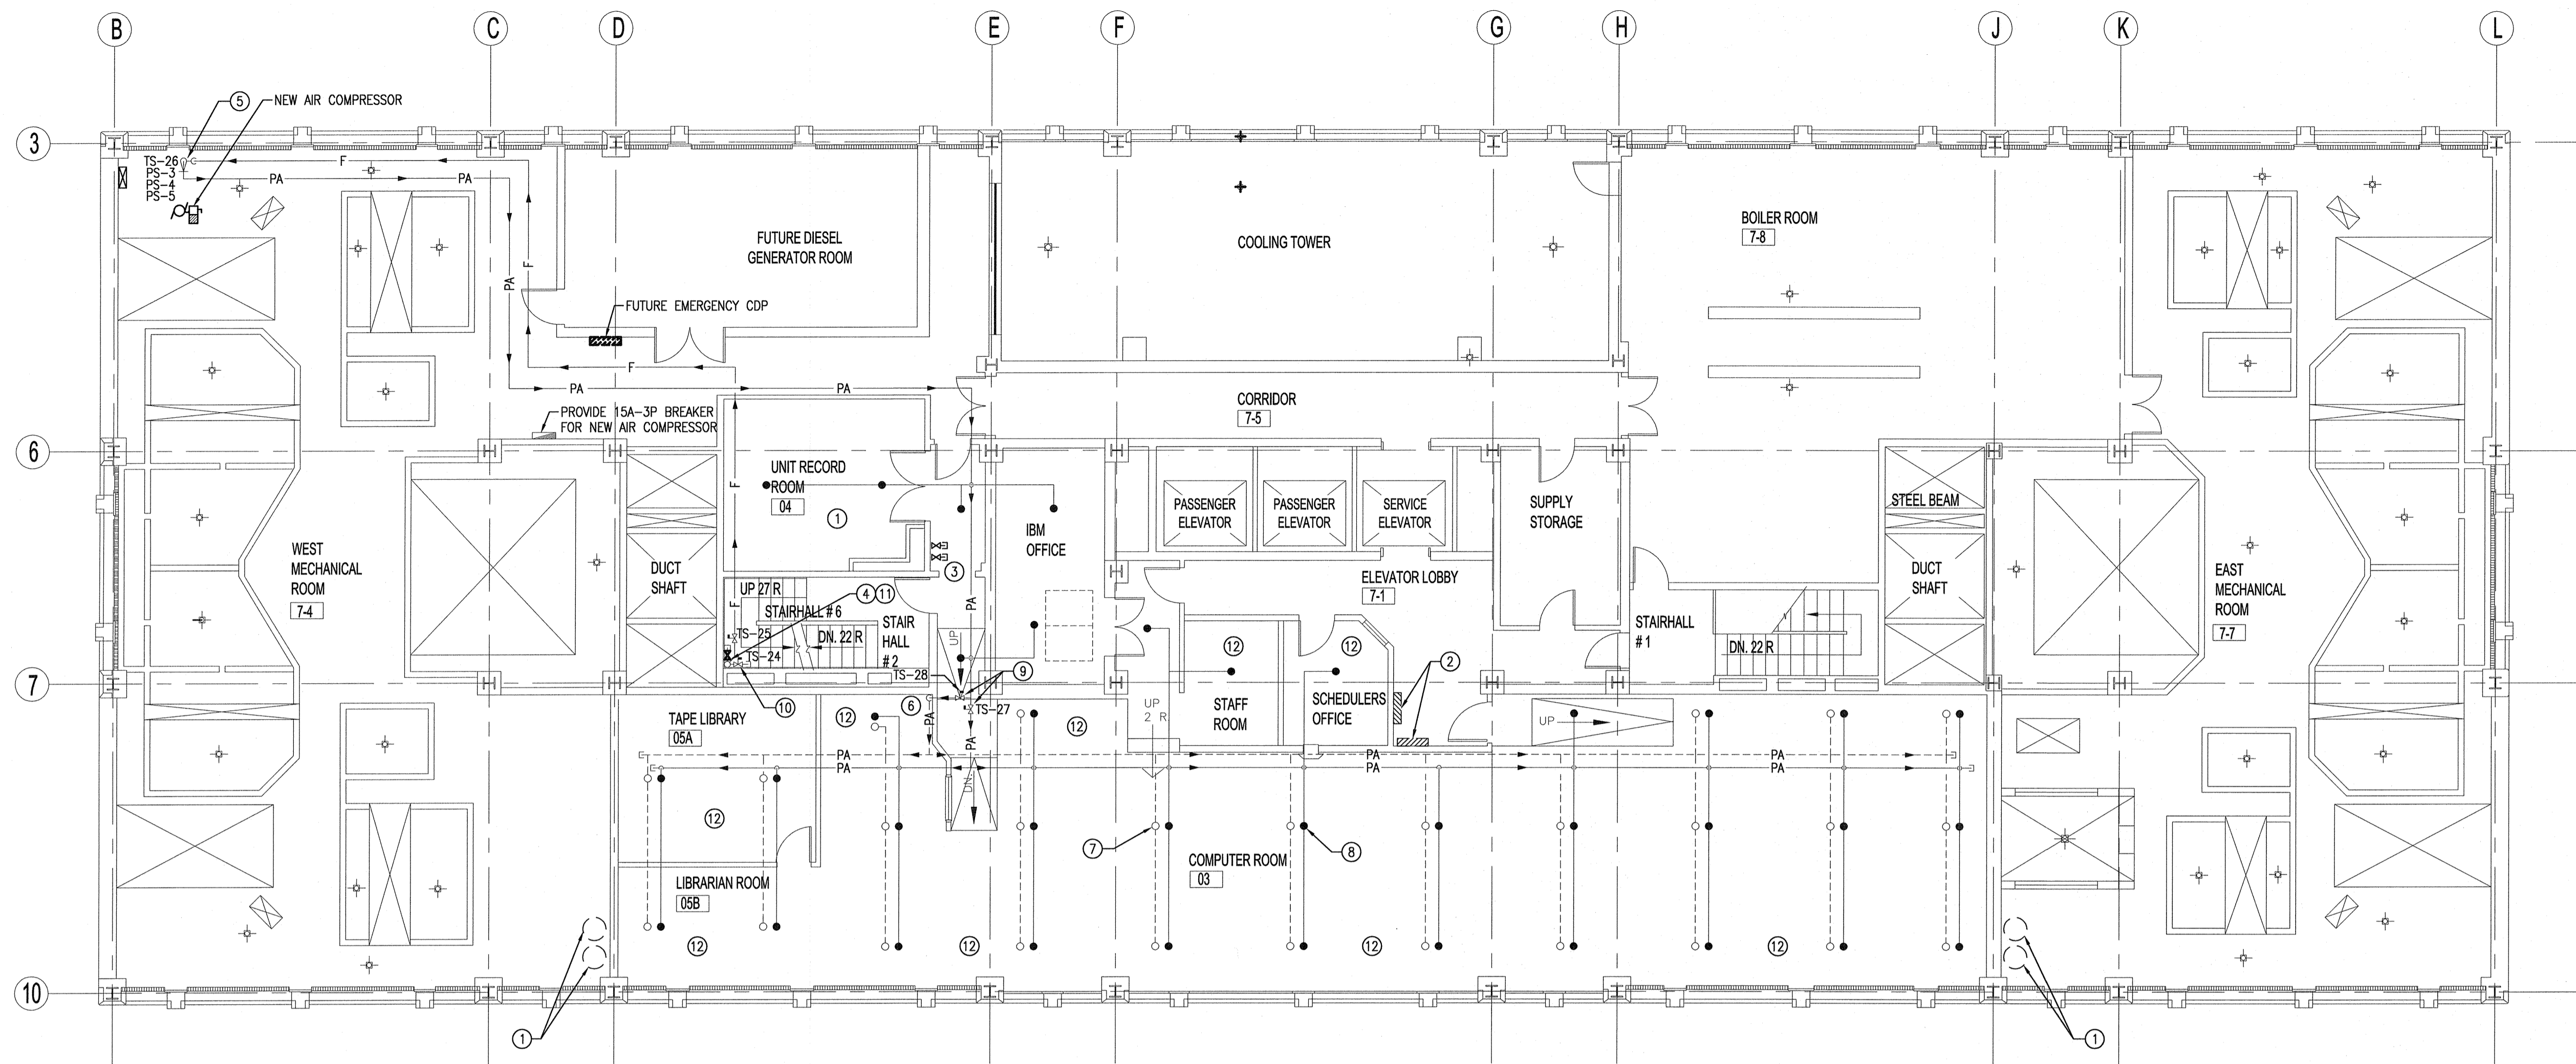 B C D E F G H J K L
5 NEW AIR COMPRESSOR
3
TS-26
PS-3
PS-4
PS-5
F
PA PA
BOILER ROOM
7-8
FUTURE DIESEL
GENERATOR ROOM
COOLING TOWER
F
PA
FUTURE EMERGENCY CDP
F
PA PA
CORRIDOR
7-5
PROVIDE 15A-3P BREAKER
FOR NEW AIR COMPRESSOR
6
UNIT RECORD
ROOM
04
F
1
IBM
OFFICE
PASSENGER
ELEVATOR
PASSENGER
ELEVATOR
SERVICE
ELEVATOR
SUPPLY
STORAGE
STEEL BEAM
WEST
MECHANICAL
ROOM
7-4
DUCT
SHAFT
3
ELEVATOR LOBBY
7-1
DUCT
SHAFT
EAST
MECHANICAL
ROOM
7-7
UP 27 R
4 11
F
STAIRHALL # 6
PA
STAIR
HALL
# 2
TS-25
DN. 22 R
TS-24
UP
STAIRHALL
# 1
DN. 22 R
12
12
2
7
TS-28
9
10
6
TS-27
TAPE LIBRARY
05A
12
PA
PA
12
UP
2 R
STAFF
ROOM
SCHEDULERS
OFFICE
UP
PA PA PA PA
PA PA PA PA
DN
12
7
8
COMPUTER ROOM
03
LIBRARIAN ROOM
05B
12
12
12
12
10
1
1